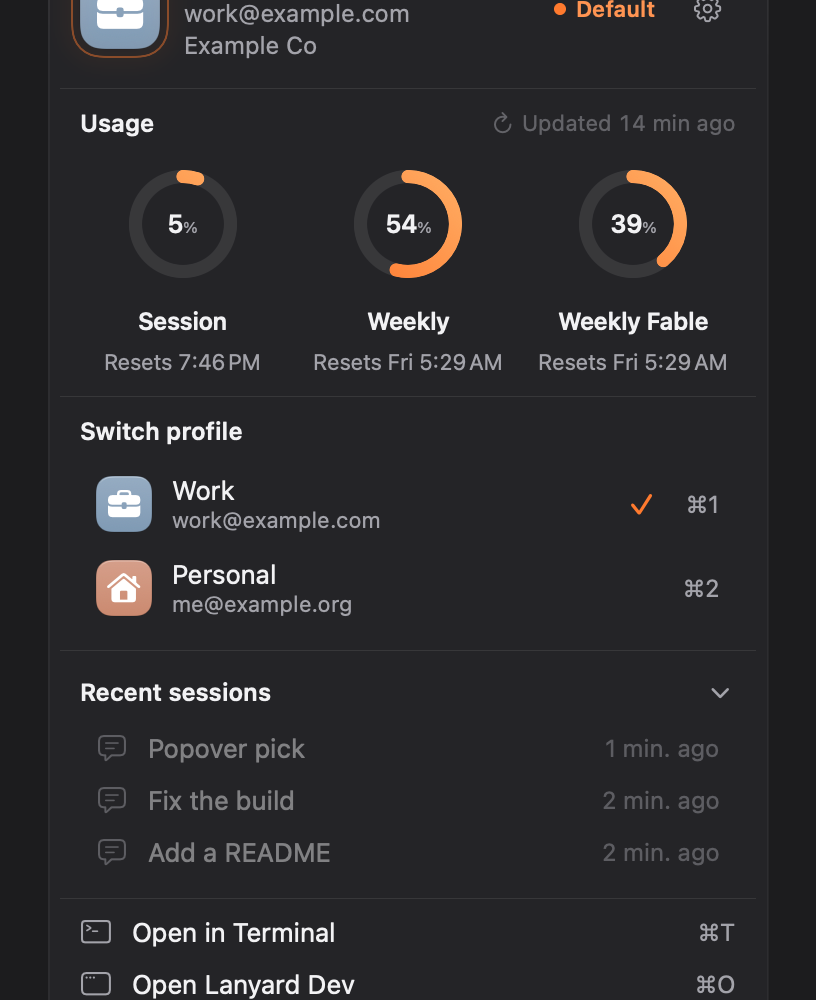 work@example.com
Default
Example Co
Usage
Updated 14 min ago
5%
54%
39%
Session
Weekly
Weekly Fable
Resets 7:46 PM
Resets Fri 5:29 AM
Resets Fri 5:29 AM
Switch profile
Work
work@example.com
⌘1
Personal
me@example.org
⌘2
Recent sessions
Popover pick
1 min. ago
Fix the build
2 min. ago
Add a README
2 min. ago
Open in Terminal
⌘T
Open Lanyard Dev
⌘O